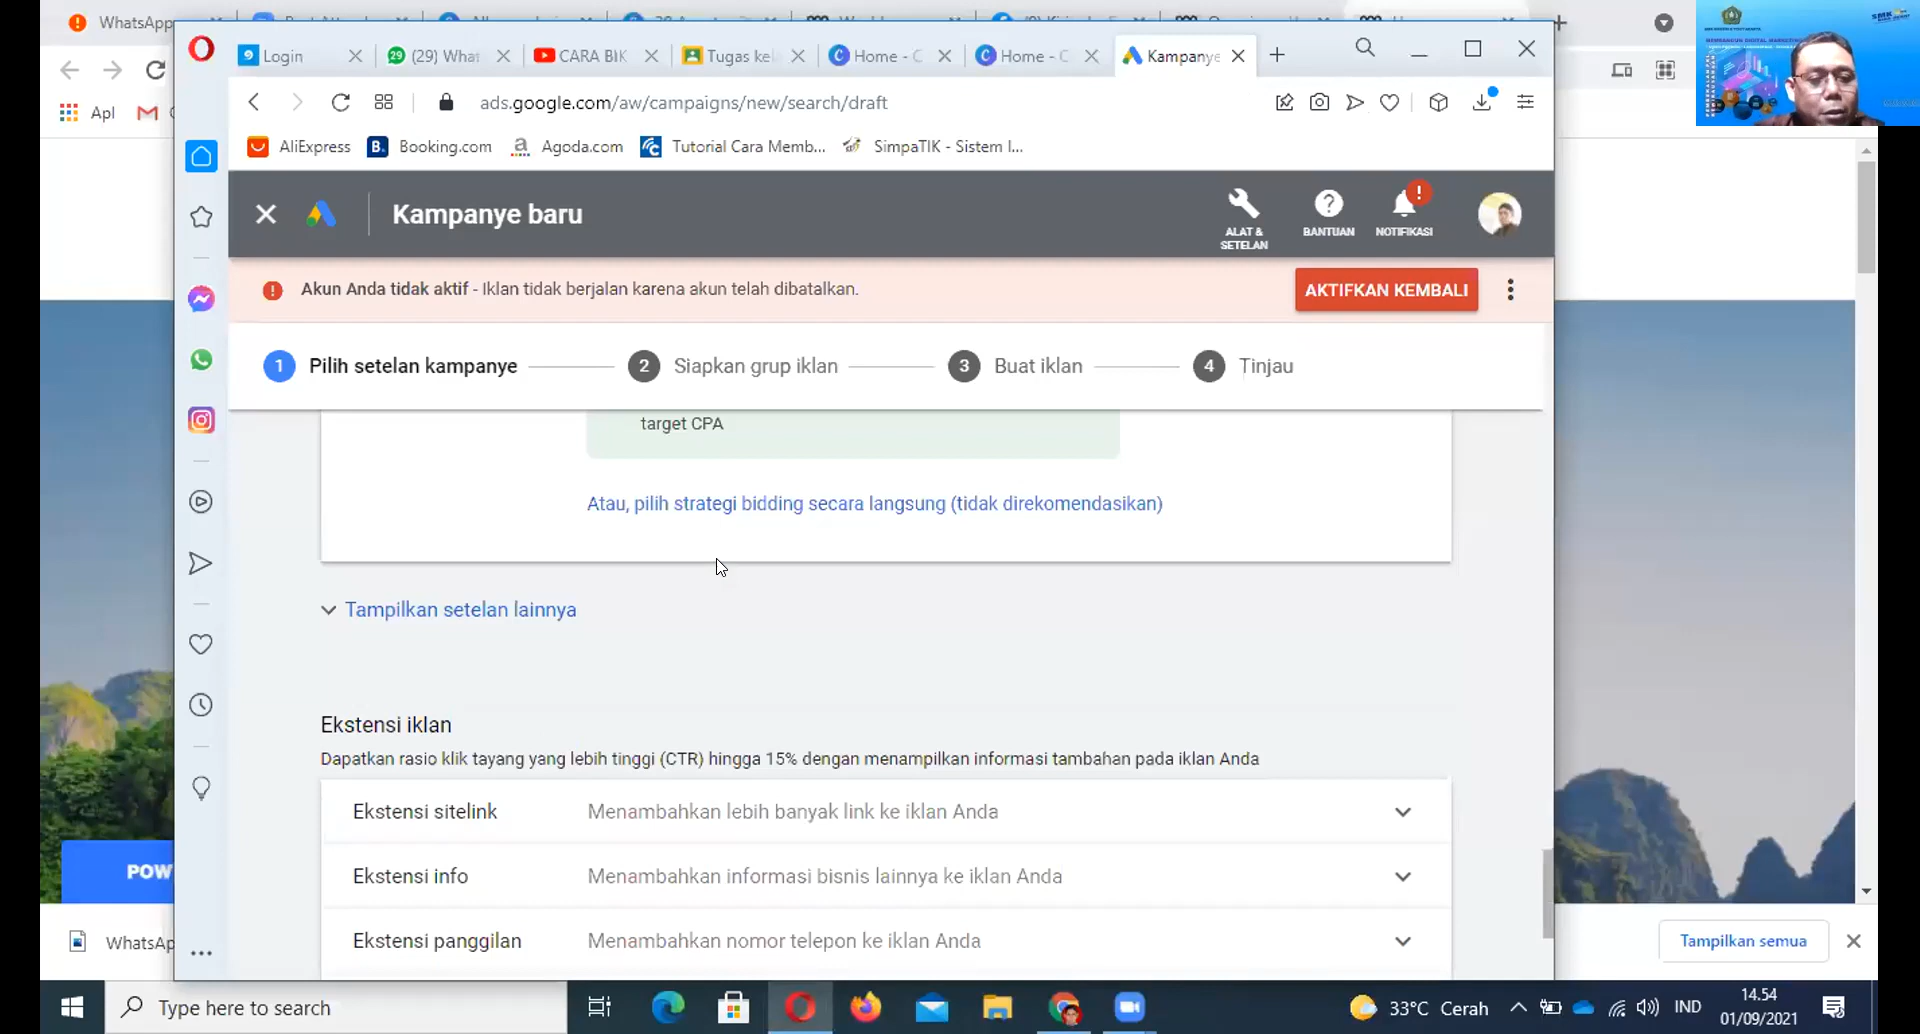 WhatsApp
Login
(29) What
CARA BIK
Tugas kel
Home - C
Home - C
Kampanye
ads.google.com/aw/campaigns/new/search/draft
Apl
AliExpress
Booking.com
Agoda.com
Tutorial Cara Memb...
SimpaTIK - Sistem I...
Kampanye baru
ALAT & SETELAN
BANTUAN
NOTIFIKASI
Akun Anda tidak aktif - Iklan tidak berjalan karena akun telah dibatalkan.
AKTIFKAN KEMBALI
1 Pilih setelan kampanye
2 Siapkan grup iklan
3 Buat iklan
4 Tinjau
target CPA
Atau, pilih strategi bidding secara langsung (tidak direkomendasikan)
Tampilkan setelan lainnya
Ekstensi iklan
Dapatkan rasio klik tayang yang lebih tinggi (CTR) hingga 15% dengan menampilkan informasi tambahan pada iklan Anda
Ekstensi sitelink
Menambahkan lebih banyak link ke iklan Anda
Ekstensi info
Menambahkan informasi bisnis lainnya ke iklan Anda
POW
Ekstensi panggilan
Menambahkan nomor telepon ke iklan Anda
WhatsAp
Tampilkan semua
Type here to search
33°C Cerah
IND
14.54
01/09/2021